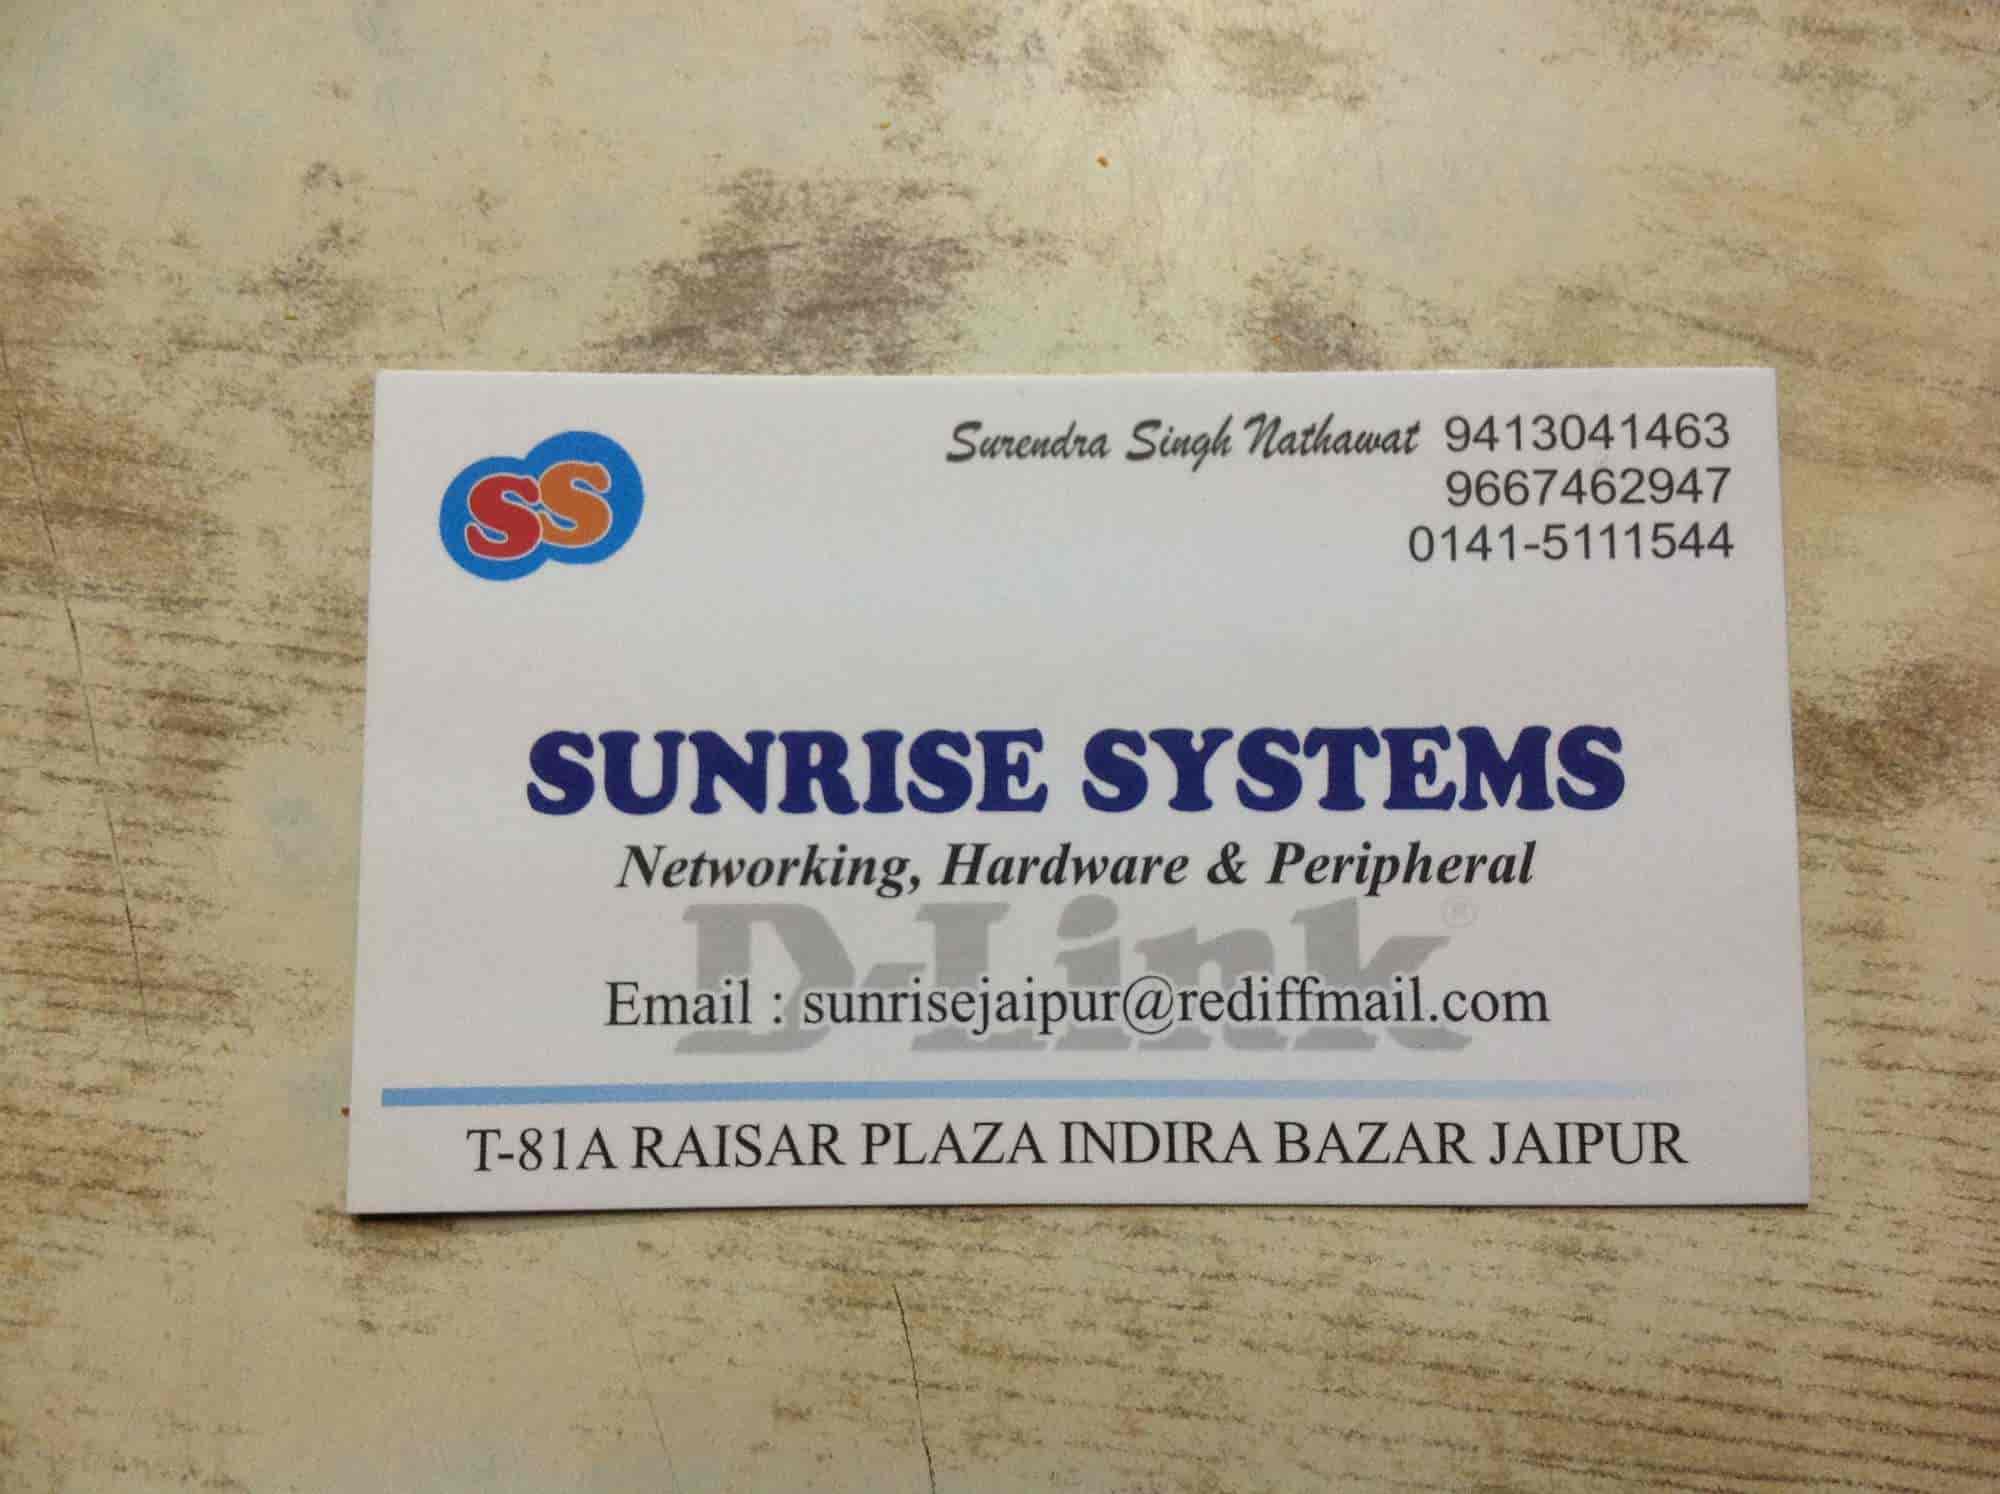 SS
Surendra Singh Nathawat 9413041463
9667462947
0141-5111544
SUNRISE SYSTEMS
Networking, Hardware & Peripheral
D-Link®
Email : sunrisejaipur@rediffmail.com
T-81A RAISAR PLAZA INDIRA BAZAR JAIPUR